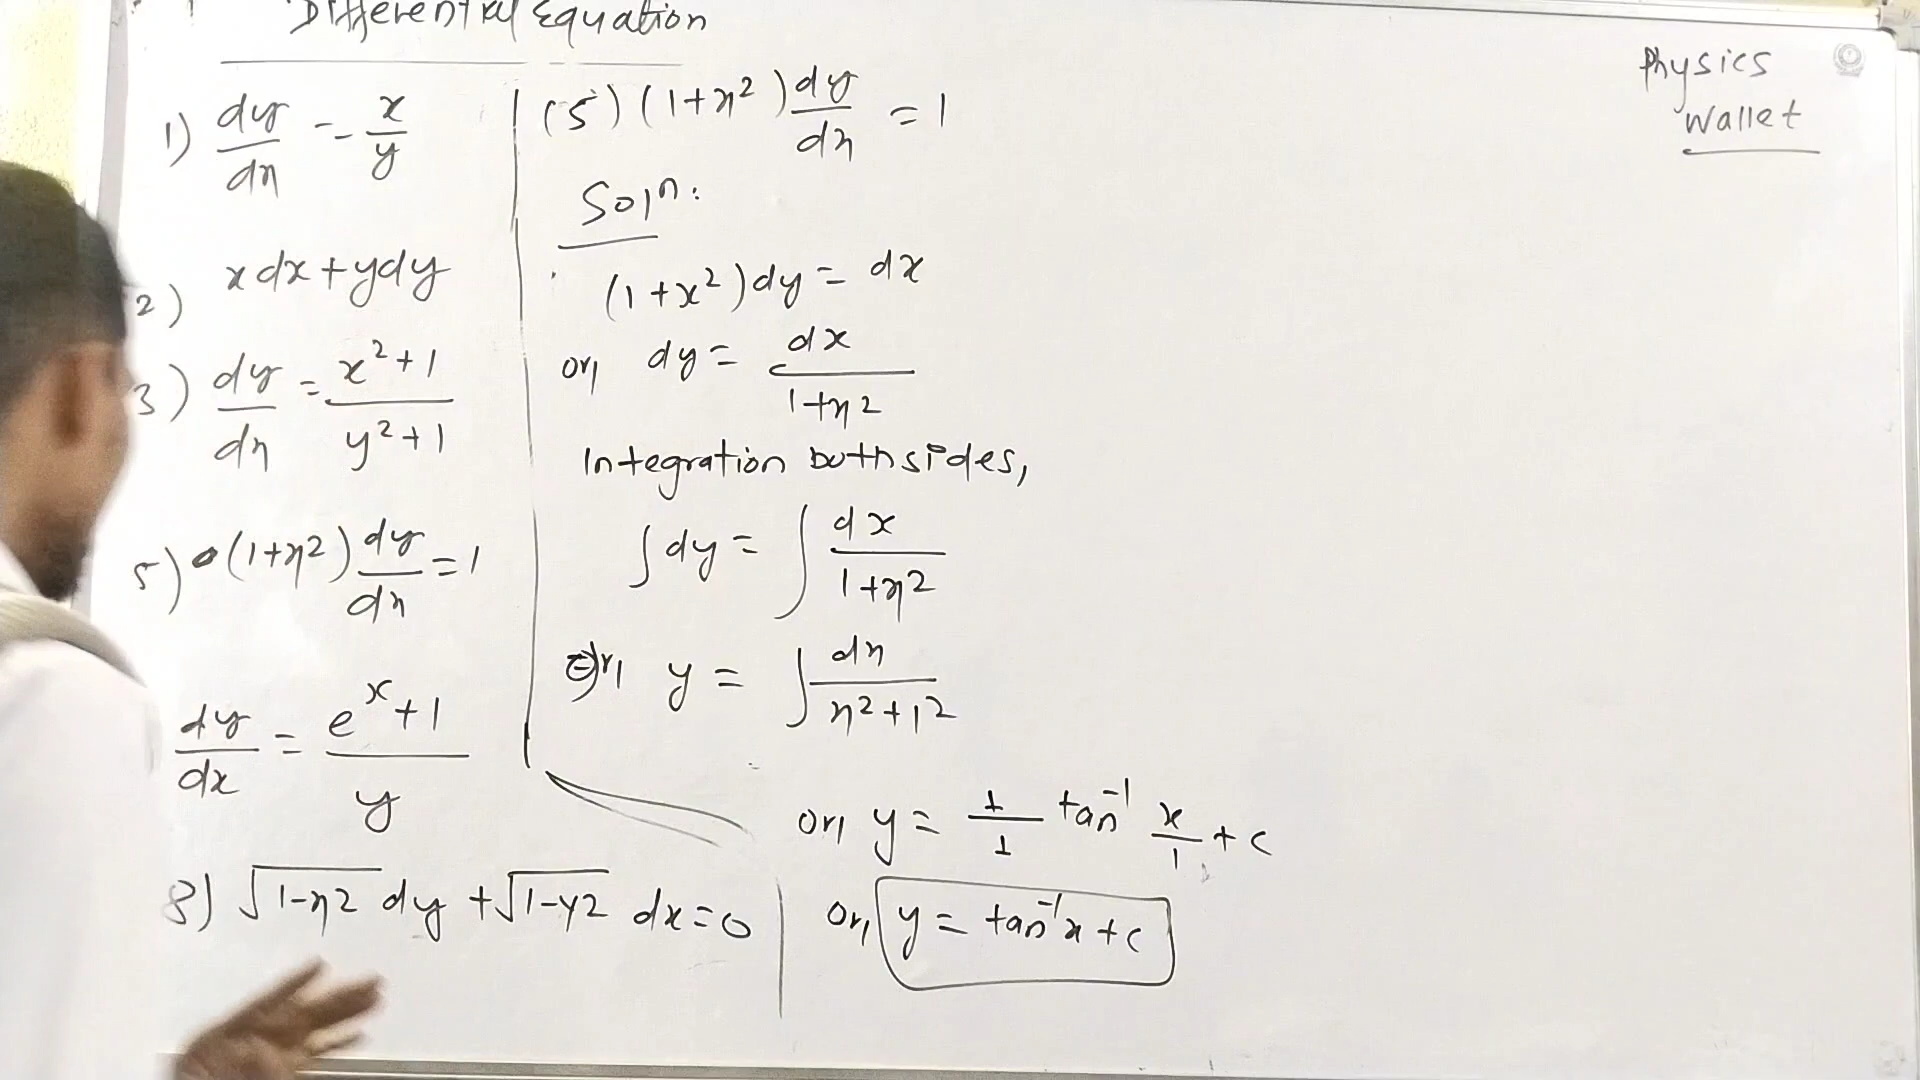 Differential Equation
1) dy/dx = x/y
2) xdx+ydy
3) dy/dx = x²+1/y²+1
5) (1+x²) dy/dx = 1
dy/dx = eˣ+1/y
8) √1-x² dy + √1-y² dx = 0
(5) (1+x²) dy/dx = 1
Solⁿ:
(1+x²)dy = dx
or, dy = dx/1+x²
Integration both sides,
∫dy = ∫dx/1+x²
or, y = ∫dx/x²+1²
or, y = 1/1 tan⁻¹ x/1 + c
or, y = tan⁻¹x + c
Physics
Wallet